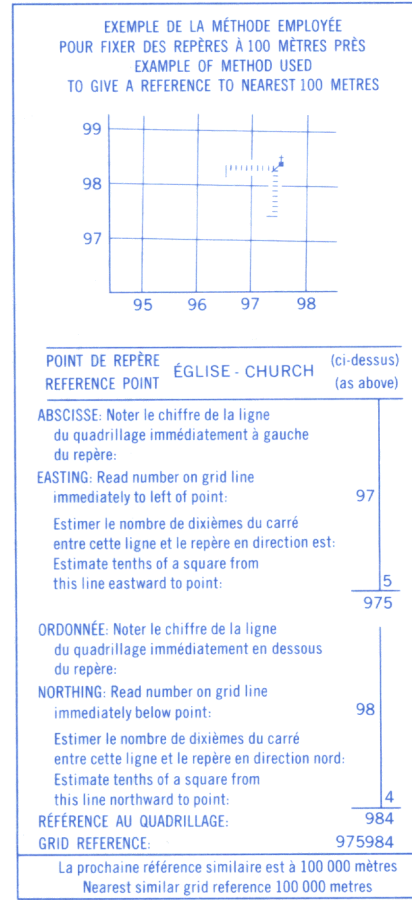 EXEMPLE DE LA MÉTHODE EMPLOYÉE
POUR FIXER DES REPÈRES À 100 MÈTRES PRÈS
EXAMPLE OF METHOD USED
TO GIVE A REFERENCE TO NEAREST 100 METRES
99
98
97
95 96 97 98
POINT DE REPÈRE
REFERENCE POINT
ÉGLISE - CHURCH
(ci-dessus)
(as above)
ABSCISSE: Noter le chiffre de la ligne
du quadrillage immédiatement à gauche
du repère:
EASTING: Read number on grid line
immediately to left of point: 97
Estimer le nombre de dixièmes du carré
entre cette ligne et le repère en direction est:
Estimate tenths of a square from
this line eastward to point: 5
975
ORDONNÉE: Noter le chiffre de la ligne
du quadrillage immédiatement en dessous
du repère:
NORTHING: Read number on grid line
immediately below point: 98
Estimer le nombre de dixièmes du carré
entre cette ligne et le repère en direction nord:
Estimate tenths of a square from
this line northward to point: 4
RÉFÉRENCE AU QUADRILLAGE: 984
GRID REFERENCE: 975984
La prochaine référence similaire est à 100 000 mètres
Nearest similar grid reference 100 000 metres